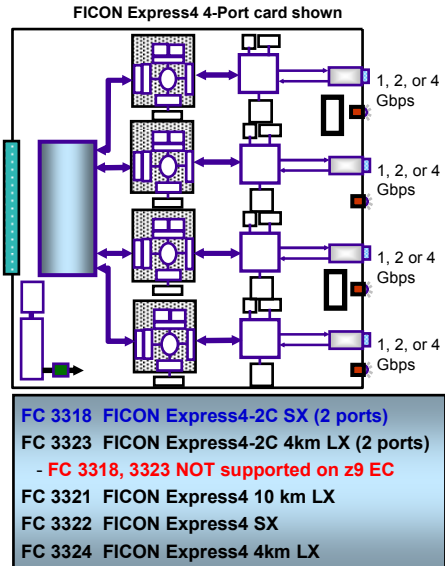 FICON Express4 4-Port card shown
1, 2, or 4
Gbps
1, 2, or 4
Gbps
1, 2 or 4
Gbps
1, 2, or 4
Gbps
FC 3318 FICON Express4-2C SX (2 ports)
FC 3323 FICON Express4-2C 4km LX (2 ports)
- FC 3318, 3323 NOT supported on z9 EC
FC 3321 FICON Express4 10 km LX
FC 3322 FICON Express4 SX
FC 3324 FICON Express4 4km LX